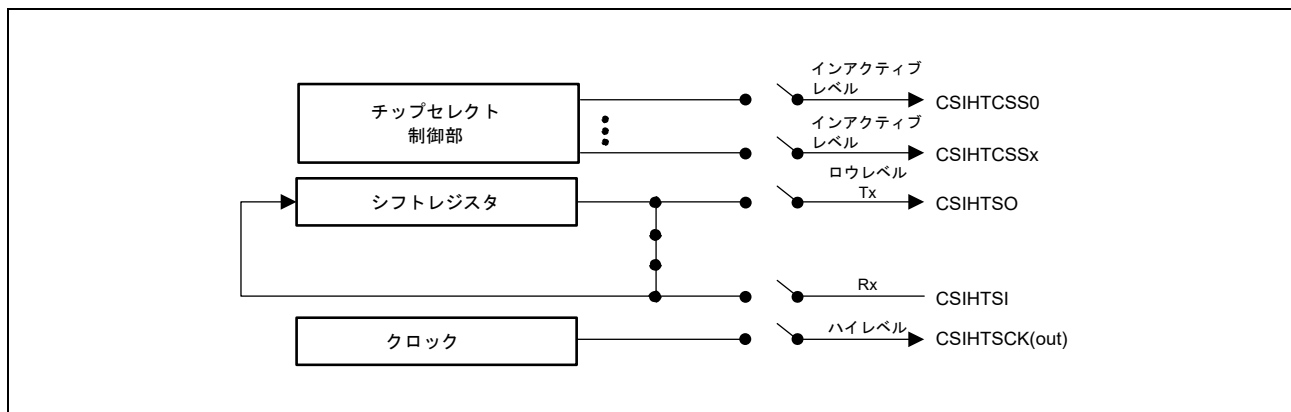 インアクティブ
レベル
CSIHTCSS0
チップセレクト
制御部
インアクティブ
レベル
CSIHTCSSx
ロウレベル
シフトレジスタ
Tx
CSIHTSO
Rx
CSIHTSI
クロック
ハイレベル
CSIHTSCK(out)